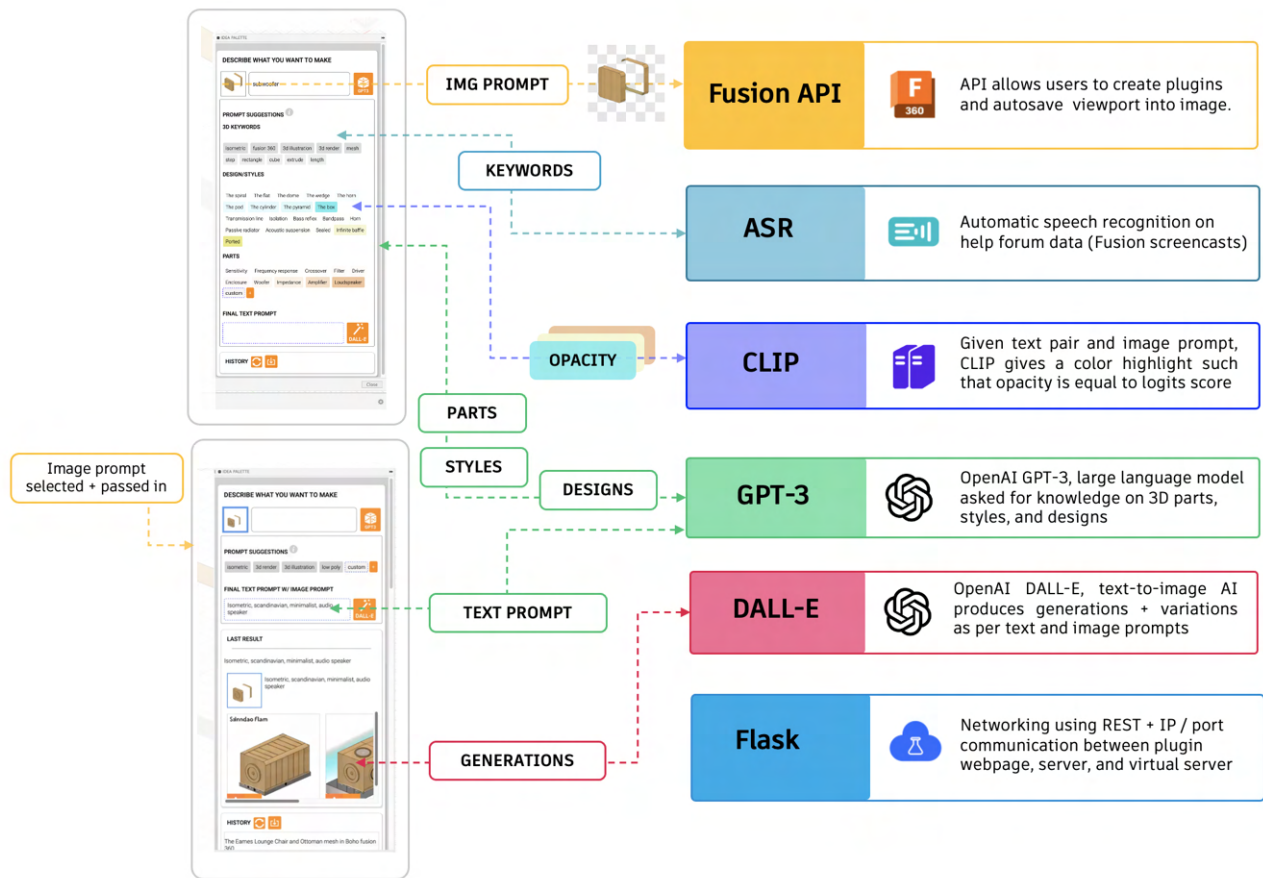 IDEA PALETTE
DESCRIBE WHAT YOU WANT TO MAKE
subwoofer
GPT3
PROMPT SUGGESTIONS
3D KEYWORDS
isometric fusion 360 3d illustration 3d render mesh
step rectangle cube extrude length
DESIGN/STYLES
The spiral The flat The dome The wedge The horn
The pod The cylinder The pyramid The box
Transmission line Isolation Bass reflex Bandpass Horn
Passive radiator Acoustic suspension Sealed Infinite baffle
Ported
PARTS
Sensitivity Frequency response Crossover Filter Driver
Enclosure Woofer Impedance Amplifier Loudspeaker
custom +
FINAL TEXT PROMPT
DALL-E
HISTORY
Close
IMG PROMPT
KEYWORDS
OPACITY
PARTS
STYLES
DESIGNS
TEXT PROMPT
GENERATIONS
Image prompt
selected + passed in
IDEA PALETTE
DESCRIBE WHAT YOU WANT TO MAKE
GPT3
PROMPT SUGGESTIONS
isometric 3d render 3d illustration low poly custom +
FINAL TEXT PROMPT W/ IMAGE PROMPT
Isometric, scandinavian, minimalist, audio
speaker
DALL-E
LAST RESULT
Isometric, scandinavian, minimalist, audio speaker
Isometric, scandinavian, minimalist, audio
speaker
HISTORY
The Eames Lounge Chair and Ottoman mesh in Boho fusion
360
Fusion API
F
360
API allows users to create plugins
and autosave viewport into image.
ASR
Automatic speech recognition on
help forum data (Fusion screencasts)
CLIP
Given text pair and image prompt,
CLIP gives a color highlight such
that opacity is equal to logits score
GPT-3
OpenAI GPT-3, large language model
asked for knowledge on 3D parts,
styles, and designs
DALL-E
OpenAI DALL-E, text-to-image AI
produces generations + variations
as per text and image prompts
Flask
Networking using REST + IP / port
communication between plugin
webpage, server, and virtual server